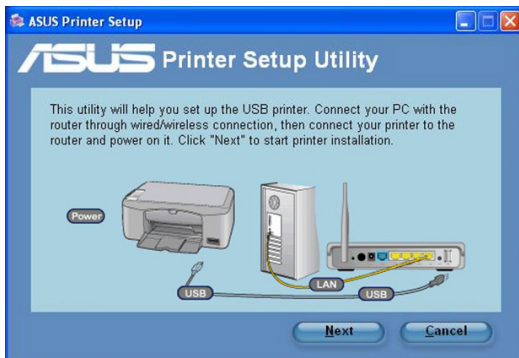 ASUS Printer Setup
ASUS Printer Setup Utility
This utility will help you set up the USB printer. Connect your PC with the
router through wired/wireless connection, then connect your printer to the
router and power on it. Click "Next" to start printer installation.
Power
LAN
USB
USB
Next
Cancel